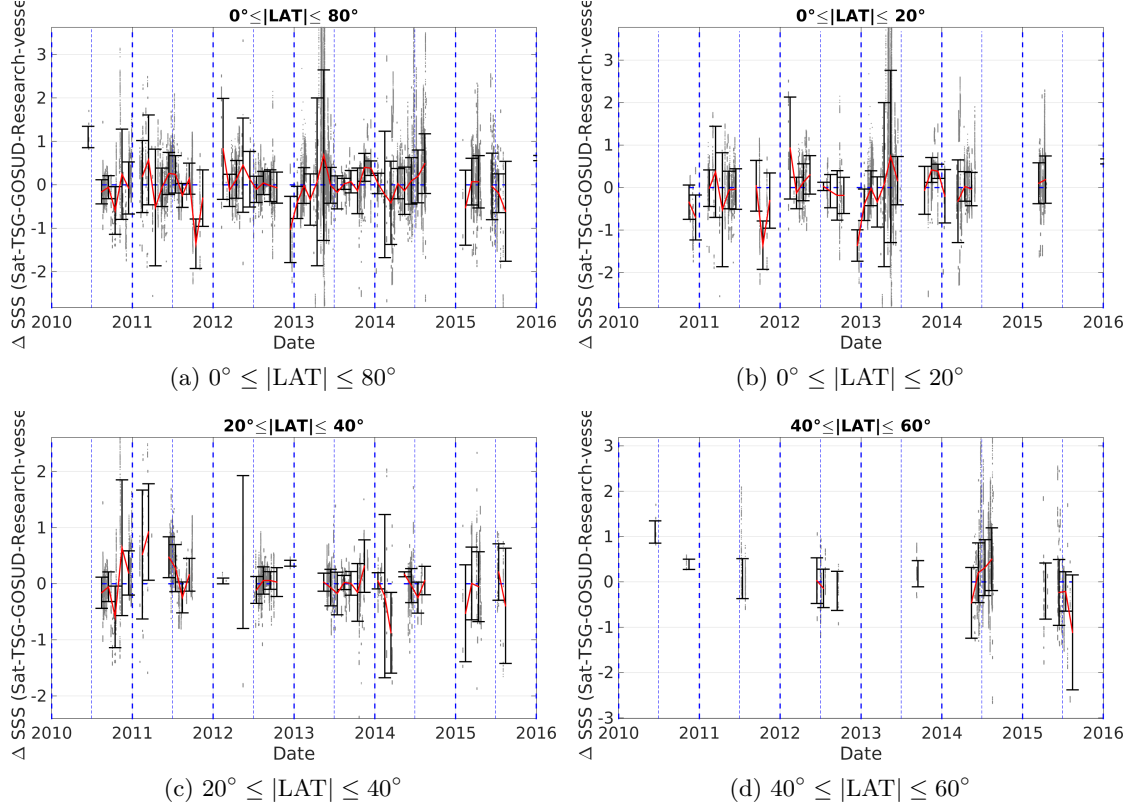 0°≤|LAT|≤ 80°
Δ SSS (Sat-TSG-GOSUD-Research-vesse
3
2
1
0
-1
-2
2010 2011 2012 2013 2014 2015 2016
Date
(a) 0° ≤ |LAT| ≤ 80°
0°≤|LAT|≤ 20°
Δ SSS (Sat-TSG-GOSUD-Research-vesse
3
2
1
0
-1
-2
2010 2011 2012 2013 2014 2015 2016
Date
(b) 0° ≤ |LAT| ≤ 20°
20°≤|LAT|≤ 40°
Δ SSS (Sat-TSG-GOSUD-Research-vesse
2
1
0
-1
-2
2010 2011 2012 2013 2014 2015 2016
Date
(c) 20° ≤ |LAT| ≤ 40°
40°≤|LAT|≤ 60°
Δ SSS (Sat-TSG-GOSUD-Research-vesse
3
2
1
0
-1
-2
-3
2010 2011 2012 2013 2014 2015 2016
Date
(d) 40° ≤ |LAT| ≤ 60°